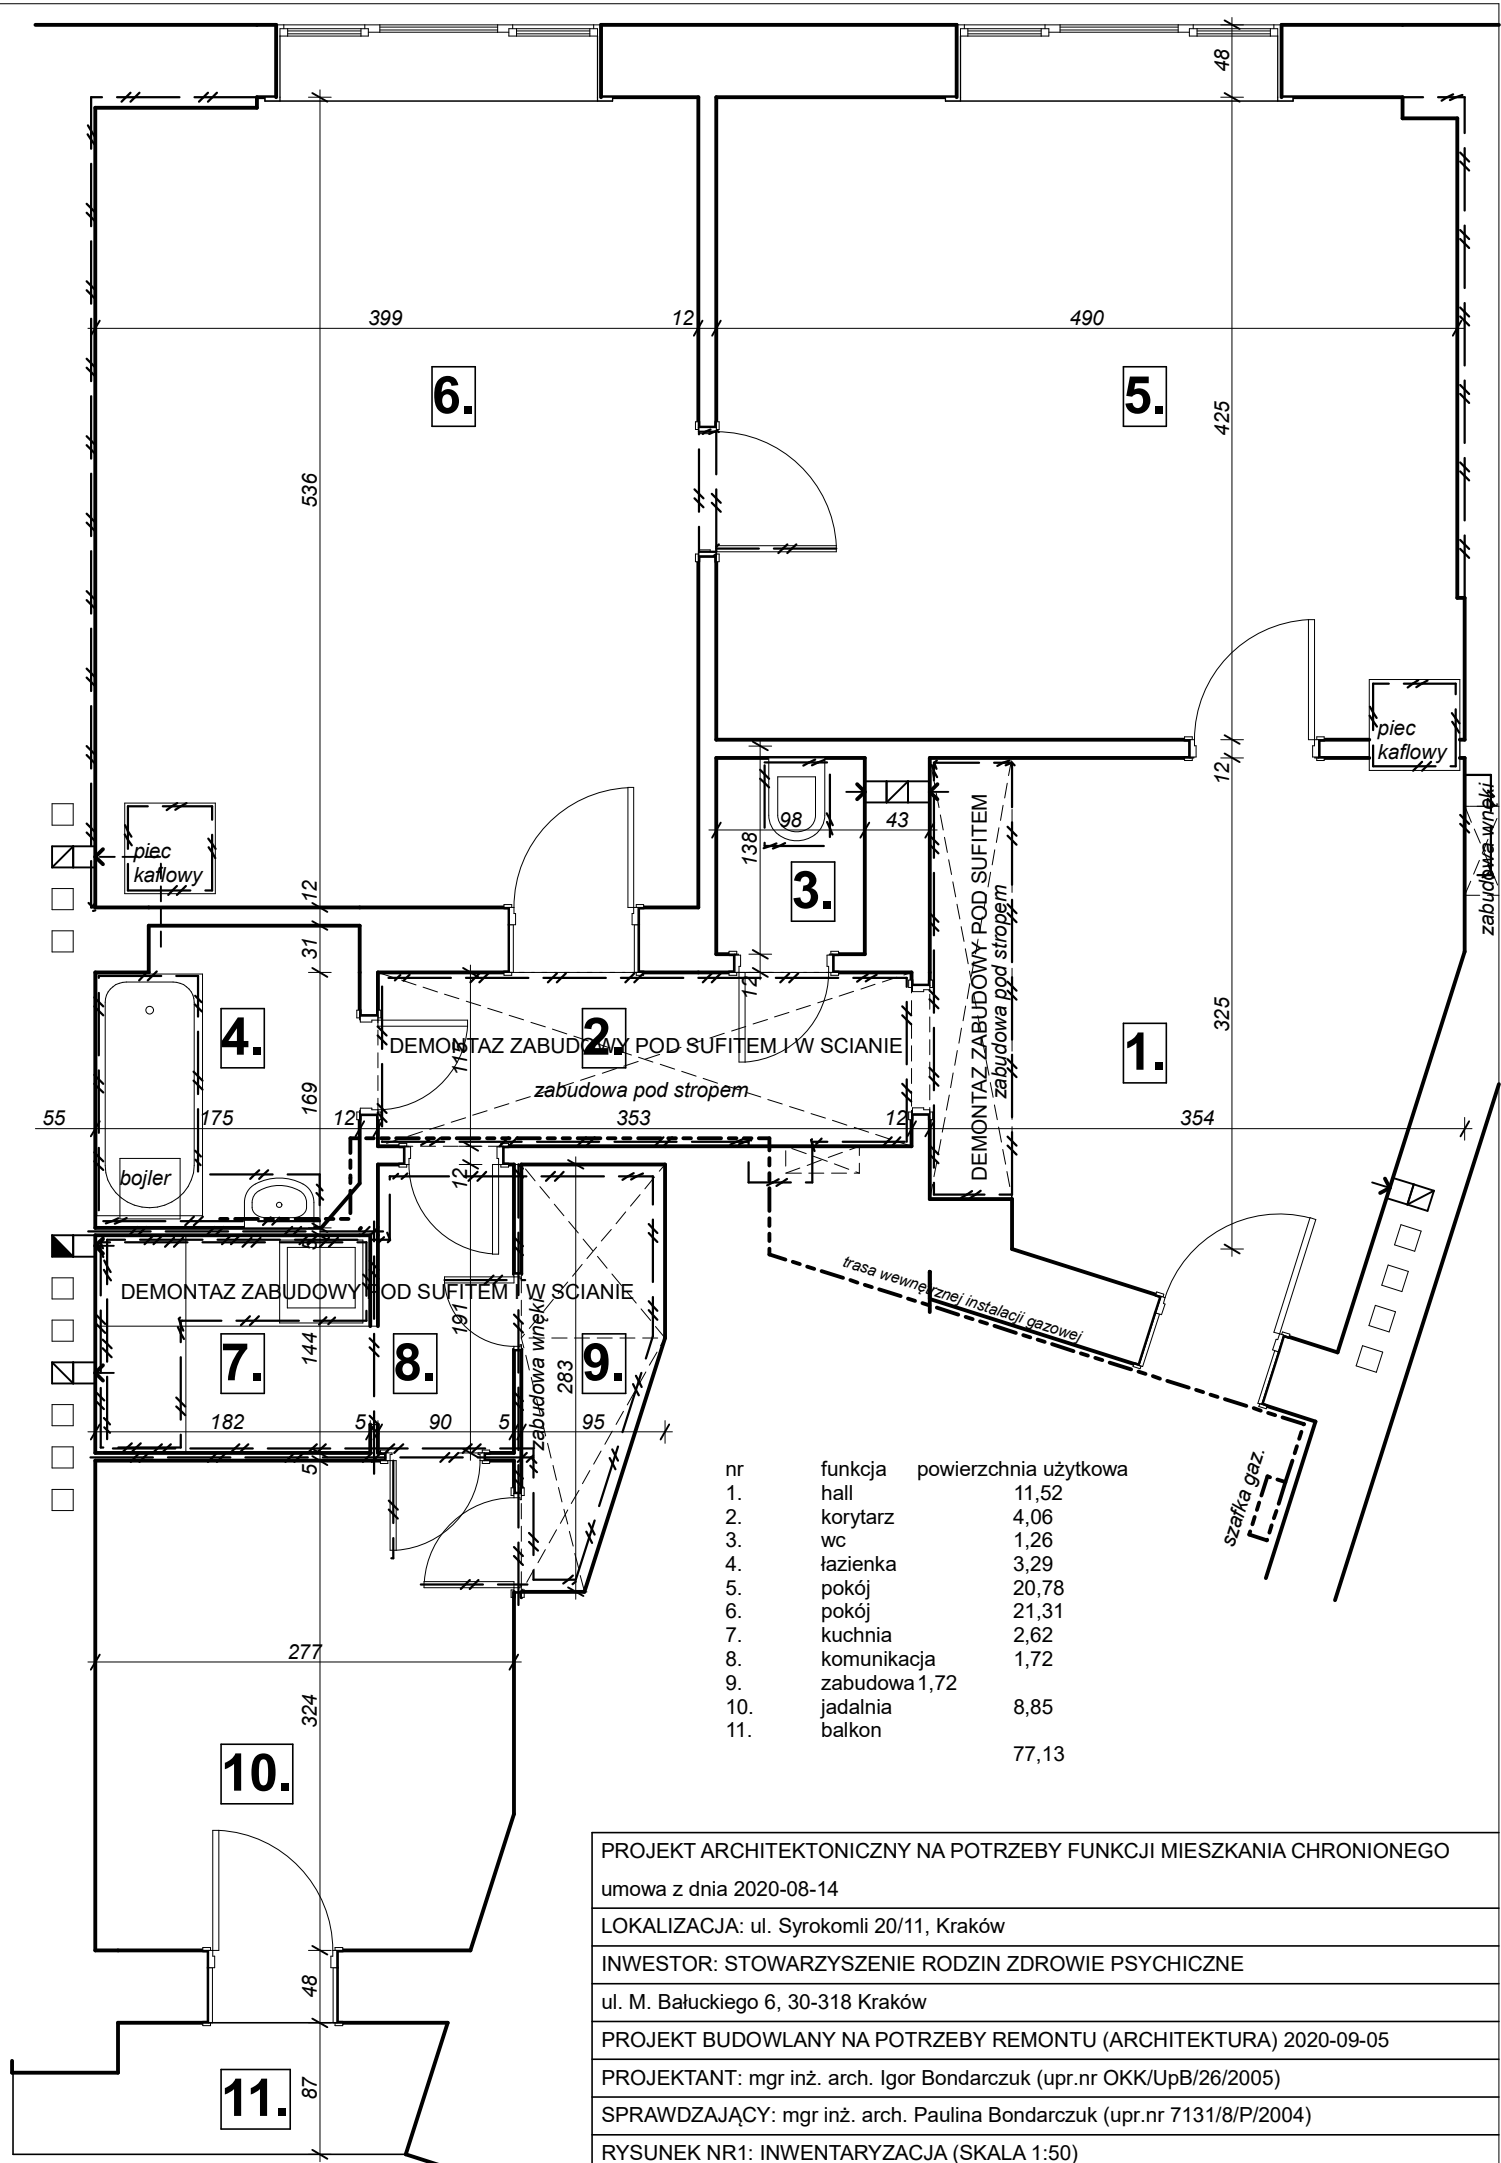 48
399
12
490
6.
5.
425
536
piec
kaflowy
12
98
43
138
3.
DEMONTAZ ZABUDOWY POD SUFITEM
zabudowa pod stropem
zabudowa wnęki
piec
kaflowy
12
31
12
325
4.
2.
1.
DEMONTAZ ZABUDOWY POD SUFITEM I W SCIANIE
zabudowa pod stropem
169
55
175
12
353
12
354
bojler
12
5
trasa wewnętrznej instalacji gazowej
DEMONTAZ ZABUDOWY POD SUFITEM I W SCIANIE
191
144
zabudowa wnęki
283
7.
8.
9.
182
5
90
5
95
5
szafka gaz.
nr funkcja powierzchnia użytkowa
1. hall 11,52
2. korytarz 4,06
3. wc 1,26
4. łazienka 3,29
5. pokój 20,78
6. pokój 21,31
7. kuchnia 2,62
8. komunikacja 1,72
9. zabudowa 1,72
10. jadalnia 8,85
11. balkon
77,13
277
324
10.
48
87
11.
PROJEKT ARCHITEKTONICZNY NA POTRZEBY FUNKCJI MIESZKANIA CHRONIONEGO
umowa z dnia 2020-08-14
LOKALIZACJA: ul. Syrokomli 20/11, Kraków
INWESTOR: STOWARZYSZENIE RODZIN ZDROWIE PSYCHICZNE
ul. M. Bałuckiego 6, 30-318 Kraków
PROJEKT BUDOWLANY NA POTRZEBY REMONTU (ARCHITEKTURA) 2020-09-05
PROJEKTANT: mgr inż. arch. Igor Bondarczuk (upr.nr OKK/UpB/26/2005)
SPRAWDZAJĄCY: mgr inż. arch. Paulina Bondarczuk (upr.nr 7131/8/P/2004)
RYSUNEK NR1: INWENTARYZACJA (SKALA 1:50)